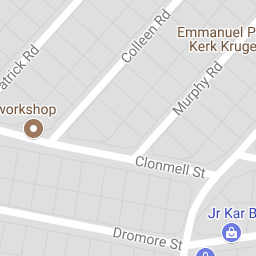 Emmanuel P
Kerk Kruge
Colleen Rd
atrick Rd
Murphy Rd
workshop
Clonmell St
Jr Kar B
Dromore St